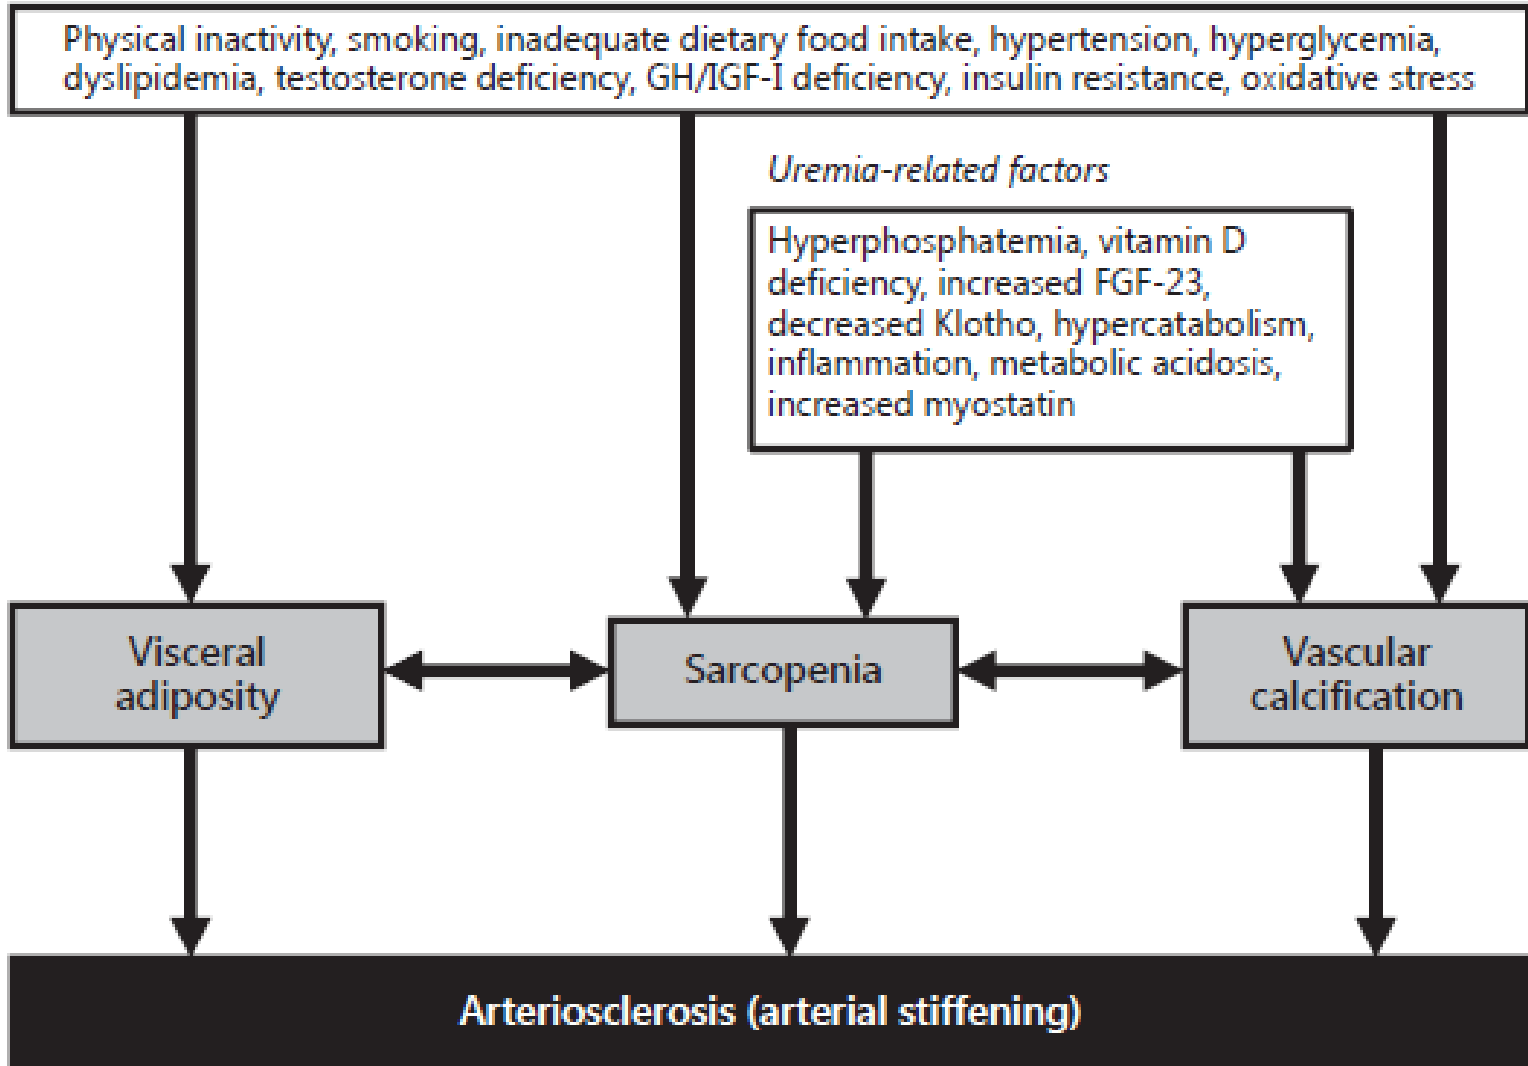 Physical inactivity, smoking, inadequate dietary food intake, hypertension, hyperglycemia,
dyslipidemia, testosterone deficiency, GH/IGF-I deficiency, insulin resistance, oxidative stress
Uremia-related factors
Hyperphosphatemia, vitamin D
deficiency, increased FGF-23,
decreased Klotho, hypercatabolism,
inflammation, metabolic acidosis,
increased myostatin
Visceral
adiposity
Sarcopenia
Vascular
calcification
Arteriosclerosis (arterial stiffening)